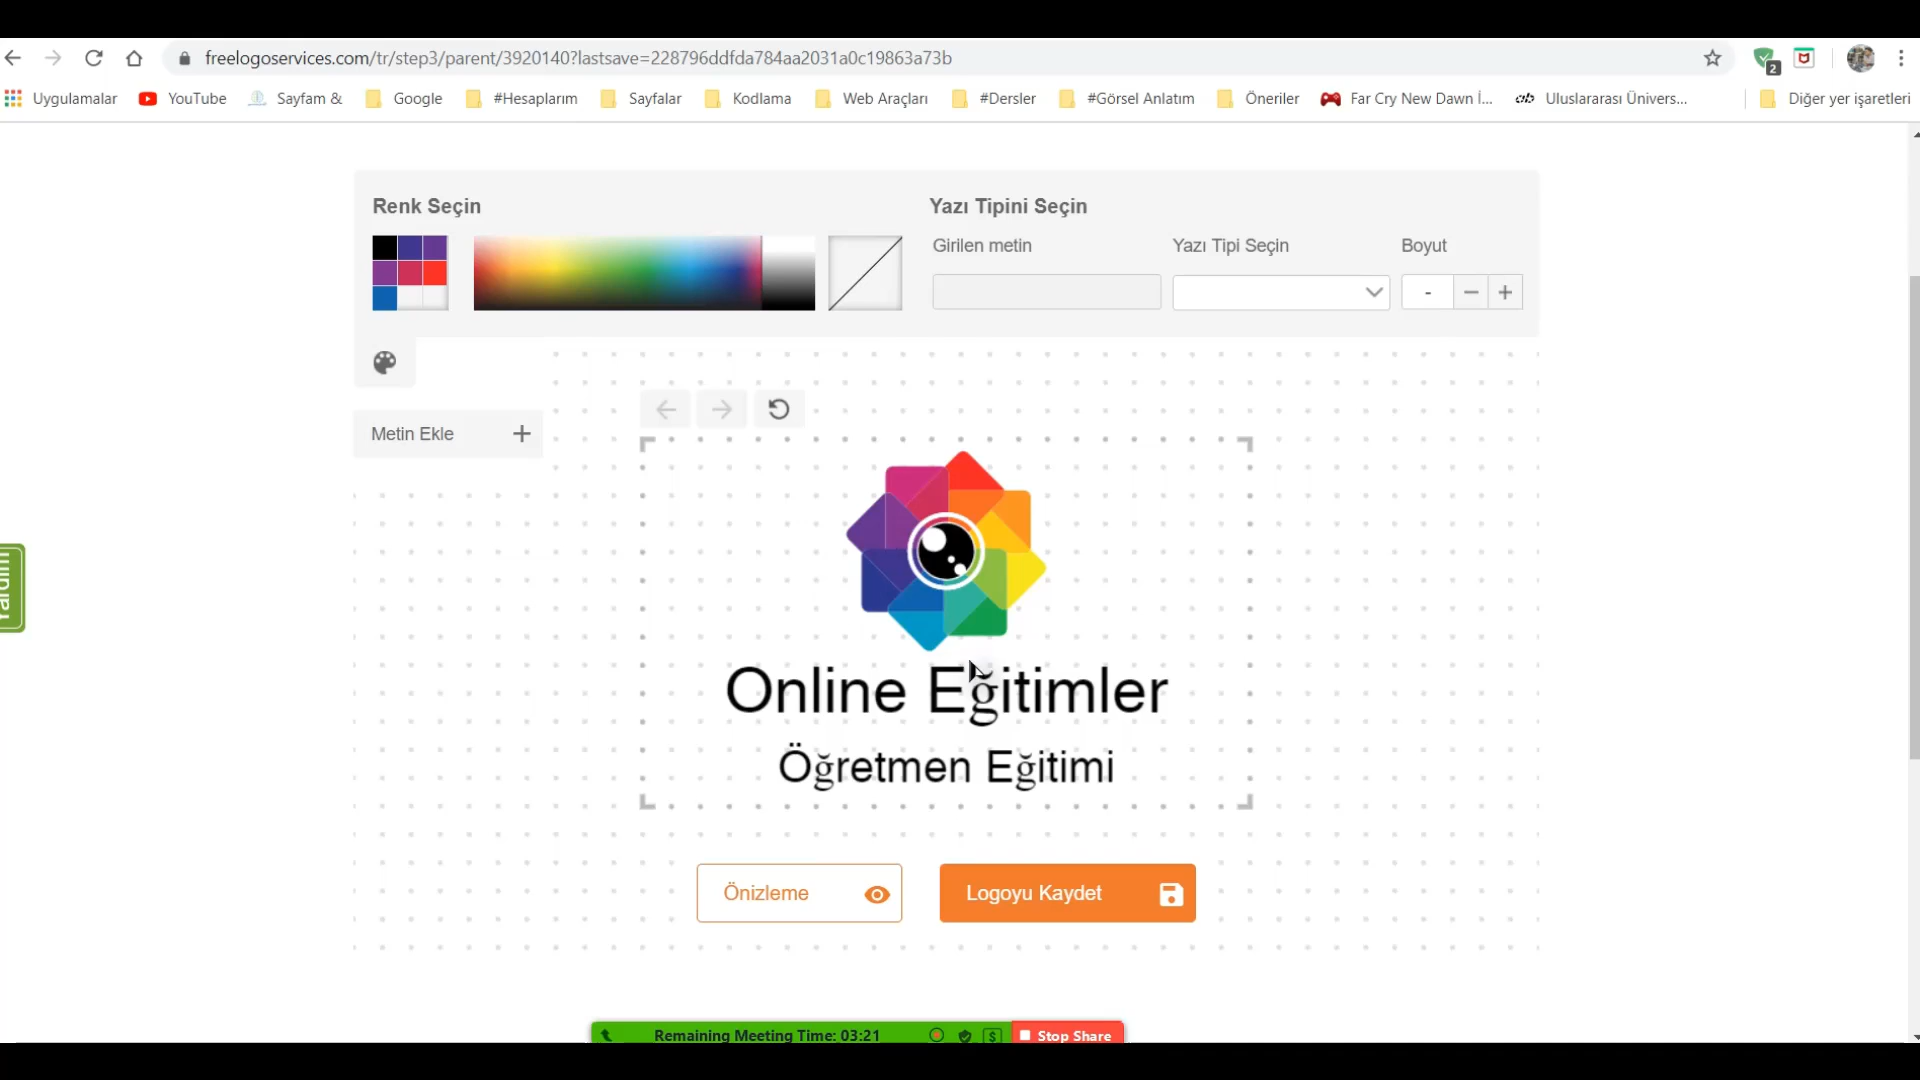 freelogoservices.com/tr/step3/parent/3920140?lastsave=228796ddfda784aa2031a0c19863a73b
2
Uygulamalar YouTube Sayfam & Google #Hesaplarım Sayfalar Kodlama Web Araçları #Dersler #Görsel Anlatım Öneriler Far Cry New Dawn İ... Uluslararası Ünivers... Diğer yer işaretleri
Renk Seçin
Yazı Tipini Seçin
Girilen metin Yazı Tipi Seçin Boyut
- − +
Metin Ekle +
Yardım
Online Eğitimler
Öğretmen Eğitimi
Önizleme
Logoyu Kaydet
Remaining Meeting Time: 03:21 $ Stop Share